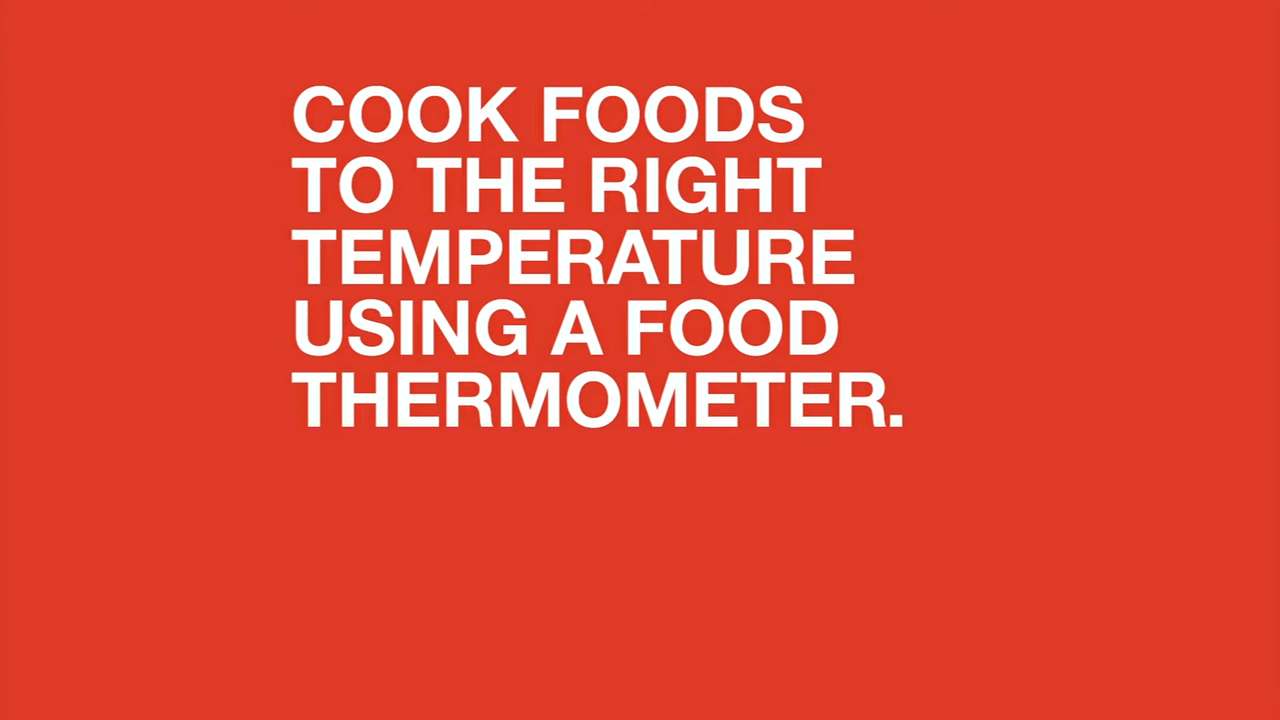 COOK FOODS
TO THE RIGHT
TEMPERATURE
USING A FOOD
THERMOMETER.